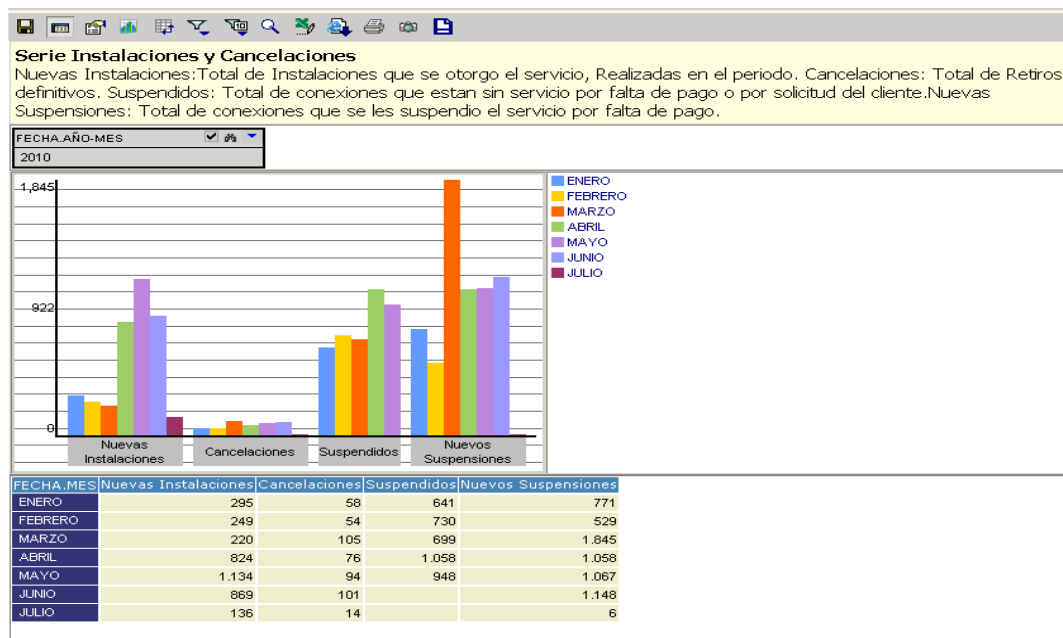 Serie Instalaciones y Cancelaciones
Nuevas Instalaciones:Total de Instalaciones que se otorgo el servicio, Realizadas en el periodo. Cancelaciones: Total de Retiros
definitivos. Suspendidos: Total de conexiones que estan sin servicio por falta de pago o por solicitud del cliente.Nuevas
Suspensiones: Total de conexiones que se les suspendio el servicio por falta de pago.
FECHA.AÑO-MES
2010
1,845
922
0
Nuevas Instalaciones
Cancelaciones
Suspendidos
Nuevos Suspensiones
ENERO
FEBRERO
MARZO
ABRIL
MAYO
JUNIO
JULIO
FECHA.MES Nuevas Instalaciones Cancelaciones Suspendidos Nuevos Suspensiones
ENERO 295 58 641 771
FEBRERO 249 54 730 529
MARZO 220 105 699 1.845
ABRIL 824 76 1.058 1.058
MAYO 1.134 94 948 1.067
JUNIO 869 101 1.148
JULIO 136 14 6